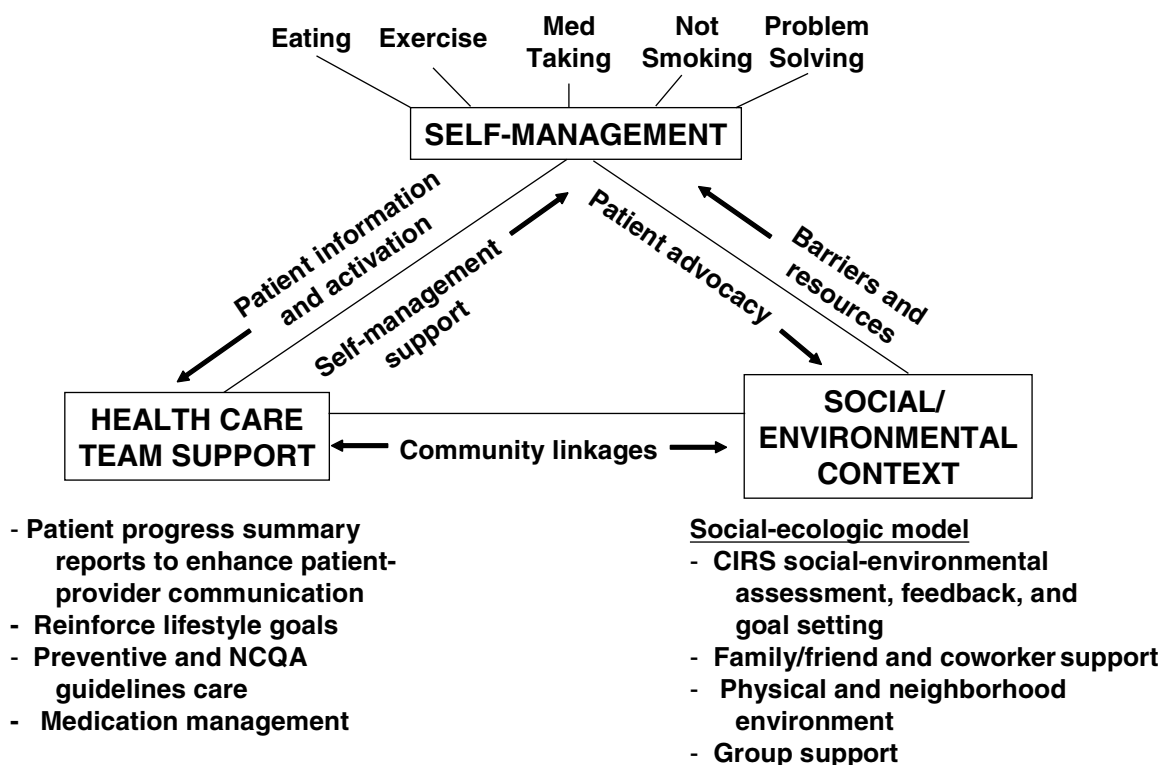 Eating
Exercise
Med
Taking
Not
Smoking
Problem
Solving
SELF-MANAGEMENT
Patient information
and activation
Self-management
support
Patient advocacy
Barriers and
resources
HEALTH CARE
TEAM SUPPORT
Community linkages
SOCIAL/
ENVIRONMENTAL
CONTEXT
- Patient progress summary
reports to enhance patient-
provider communication
- Reinforce lifestyle goals
- Preventive and NCQA
guidelines care
- Medication management
Social-ecologic model
- CIRS social-environmental
assessment, feedback, and
goal setting
- Family/friend and coworker support
- Physical and neighborhood
environment
- Group support